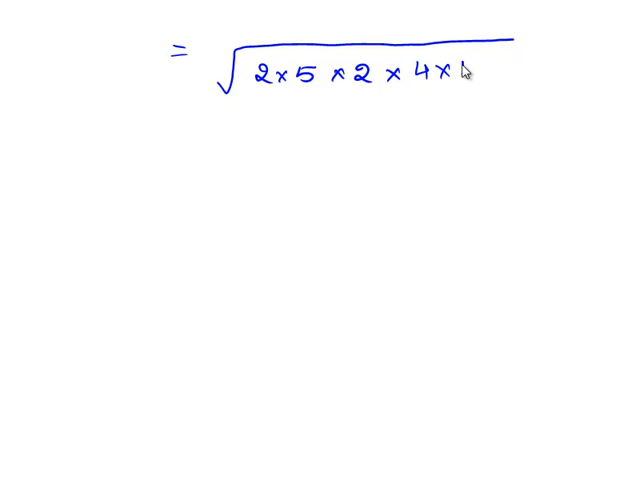 = √ 2 × 5 × 2 × 4 ×